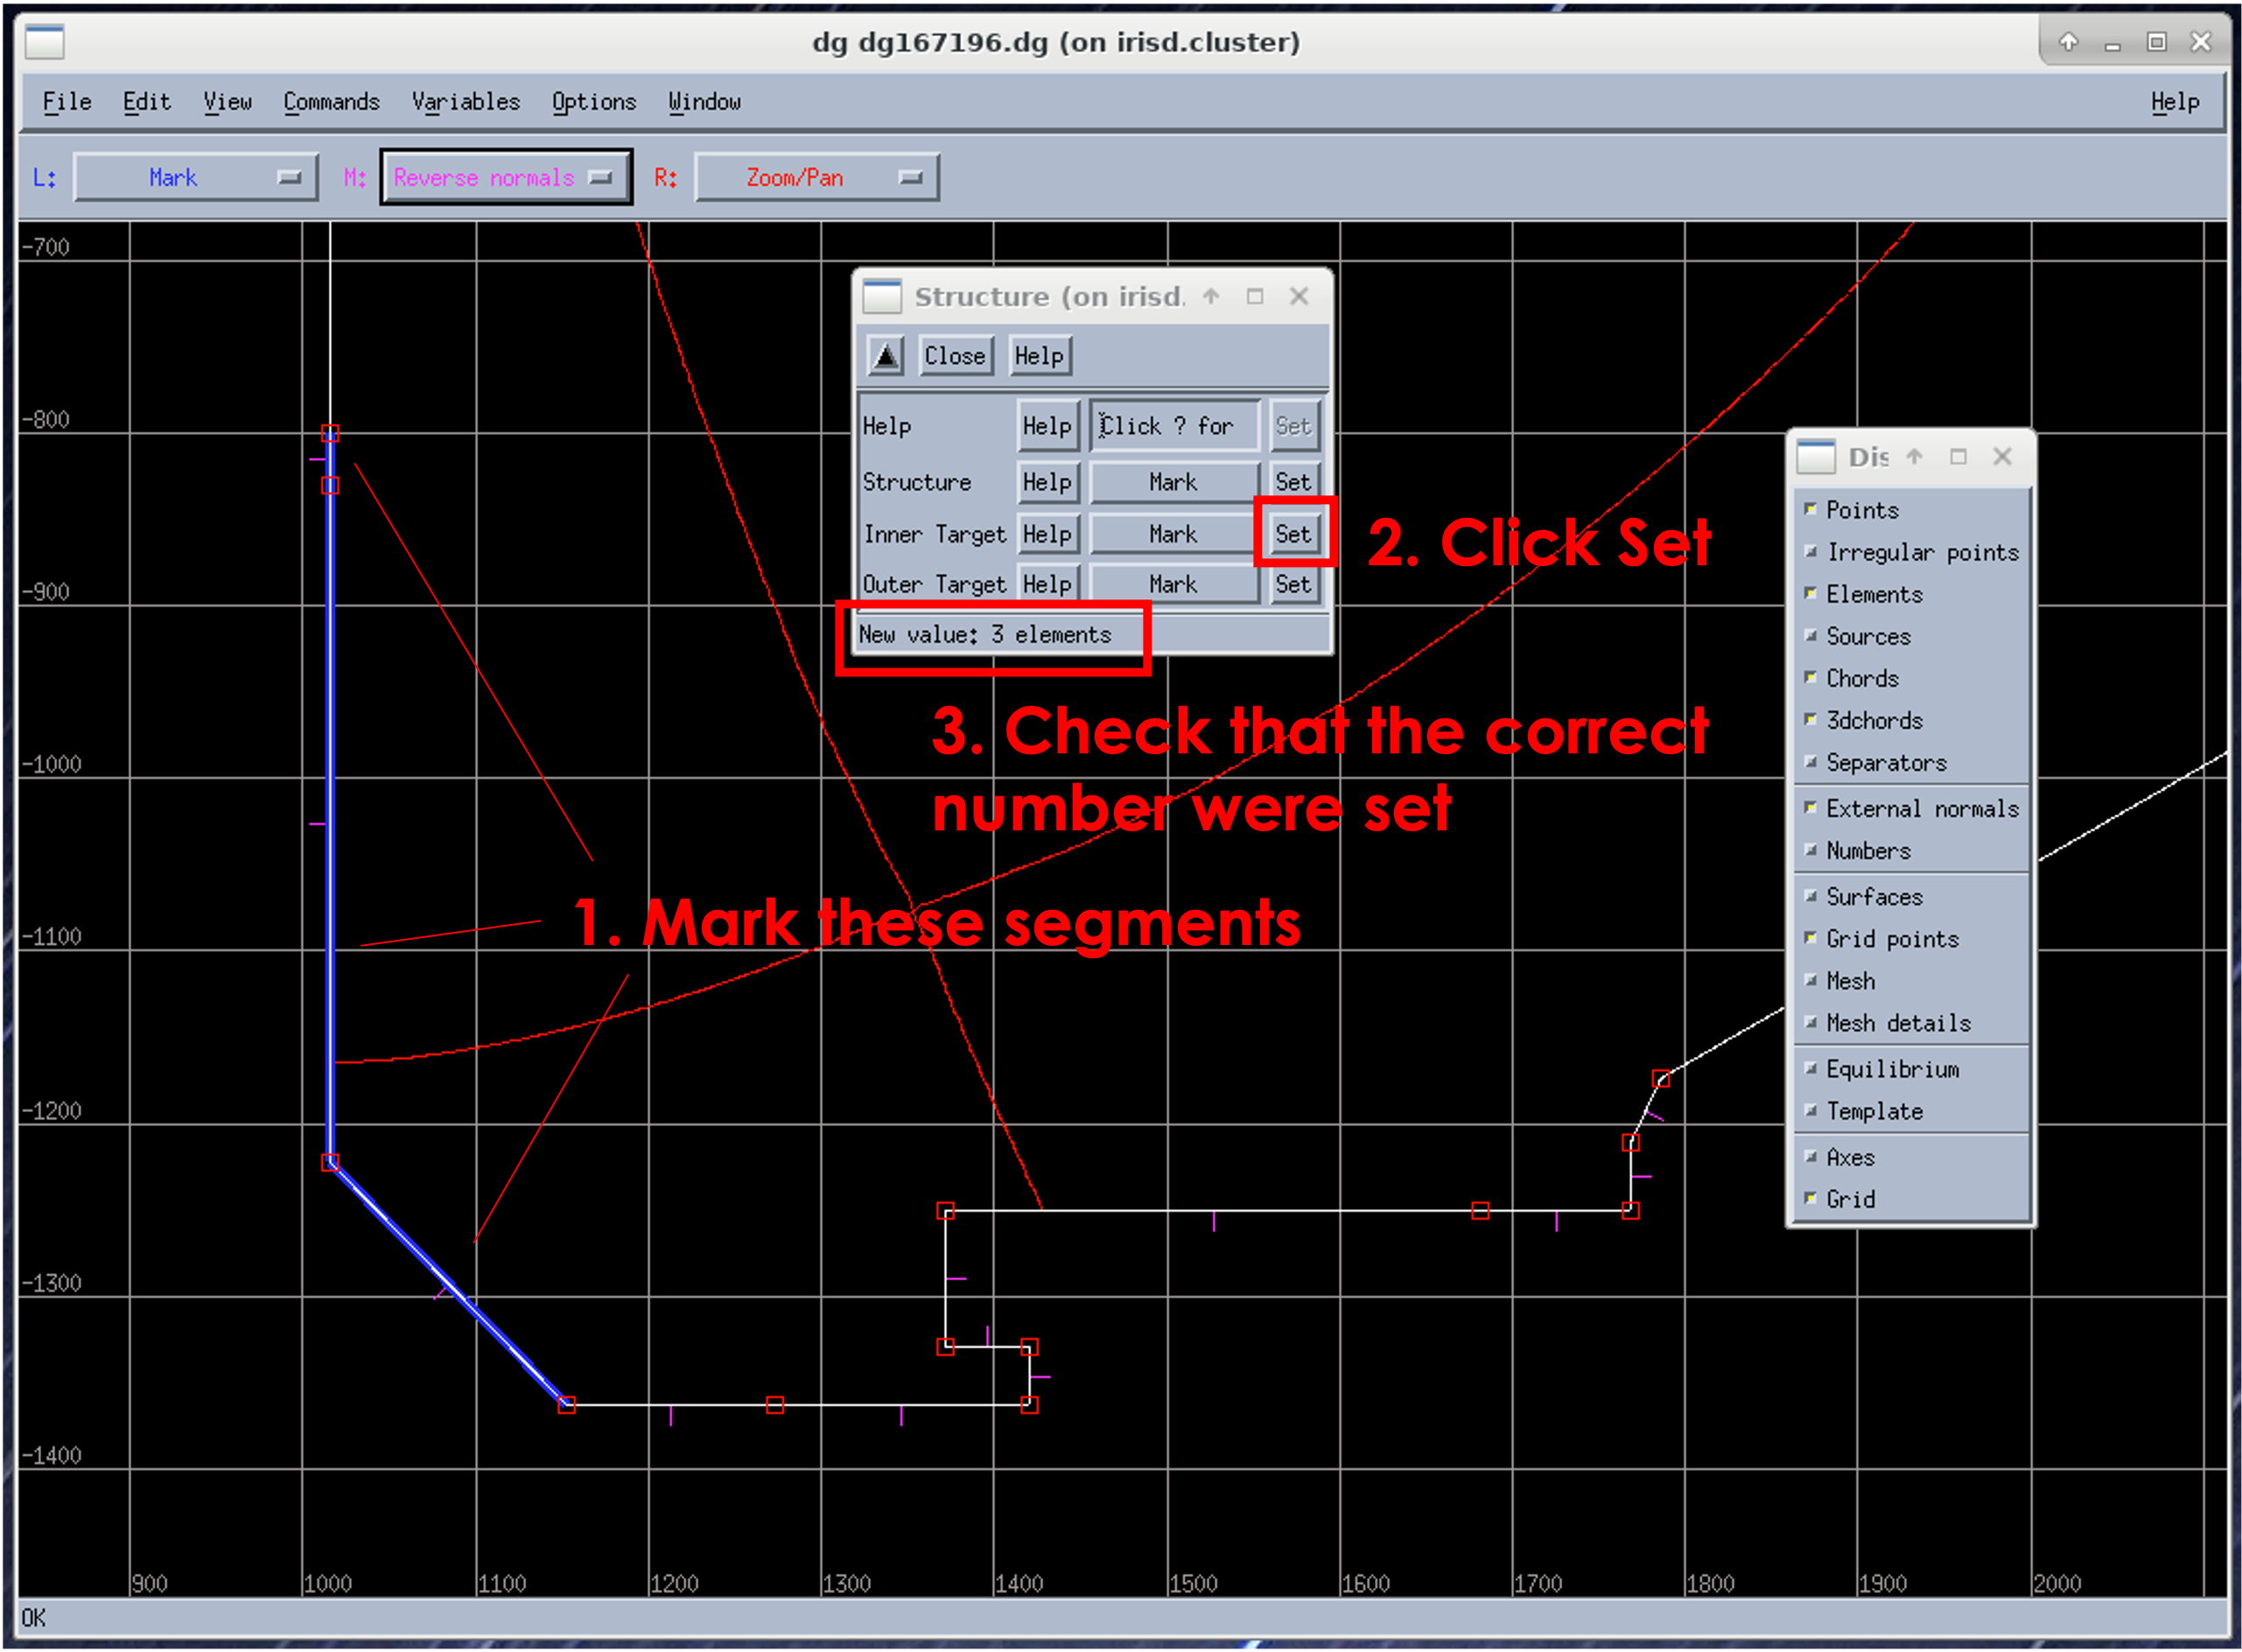 dg dg167196.dg (on irisd.cluster)
File Edit View Commands Variables Options Window Help
L: Mark M: Reverse normals R: Zoom/Pan
-700
-800
-900
-1000
-1100
-1200
-1300
-1400
900 1000 1100 1200 1300 1400 1500 1600 1700 1800 1900 2000
Structure (on irisd.
Close Help
Help Help Click ? for Set
Structure Help Mark Set
Inner Target Help Mark Set
Outer Target Help Mark Set
New value: 3 elements
1. Mark these segments
2. Click Set
3. Check that the correct
number were set
Dis
Points
Irregular points
Elements
Sources
Chords
3dchords
Separators
External normals
Numbers
Surfaces
Grid points
Mesh
Mesh details
Equilibrium
Template
Axes
Grid
OK